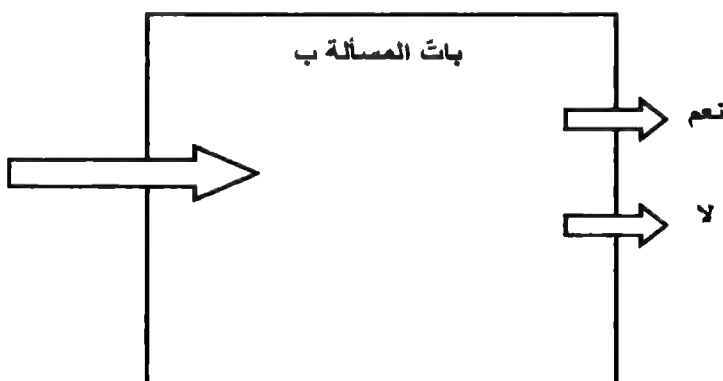 باتّ المسألة ب
نعم
لا